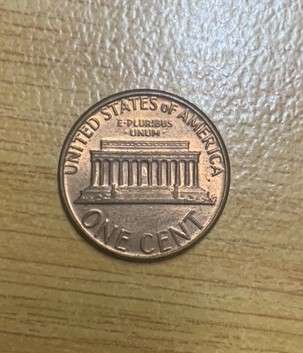 UNITED STATES OF AMERICA
E·PLURIBUS
·UNUM·
ONE CENT